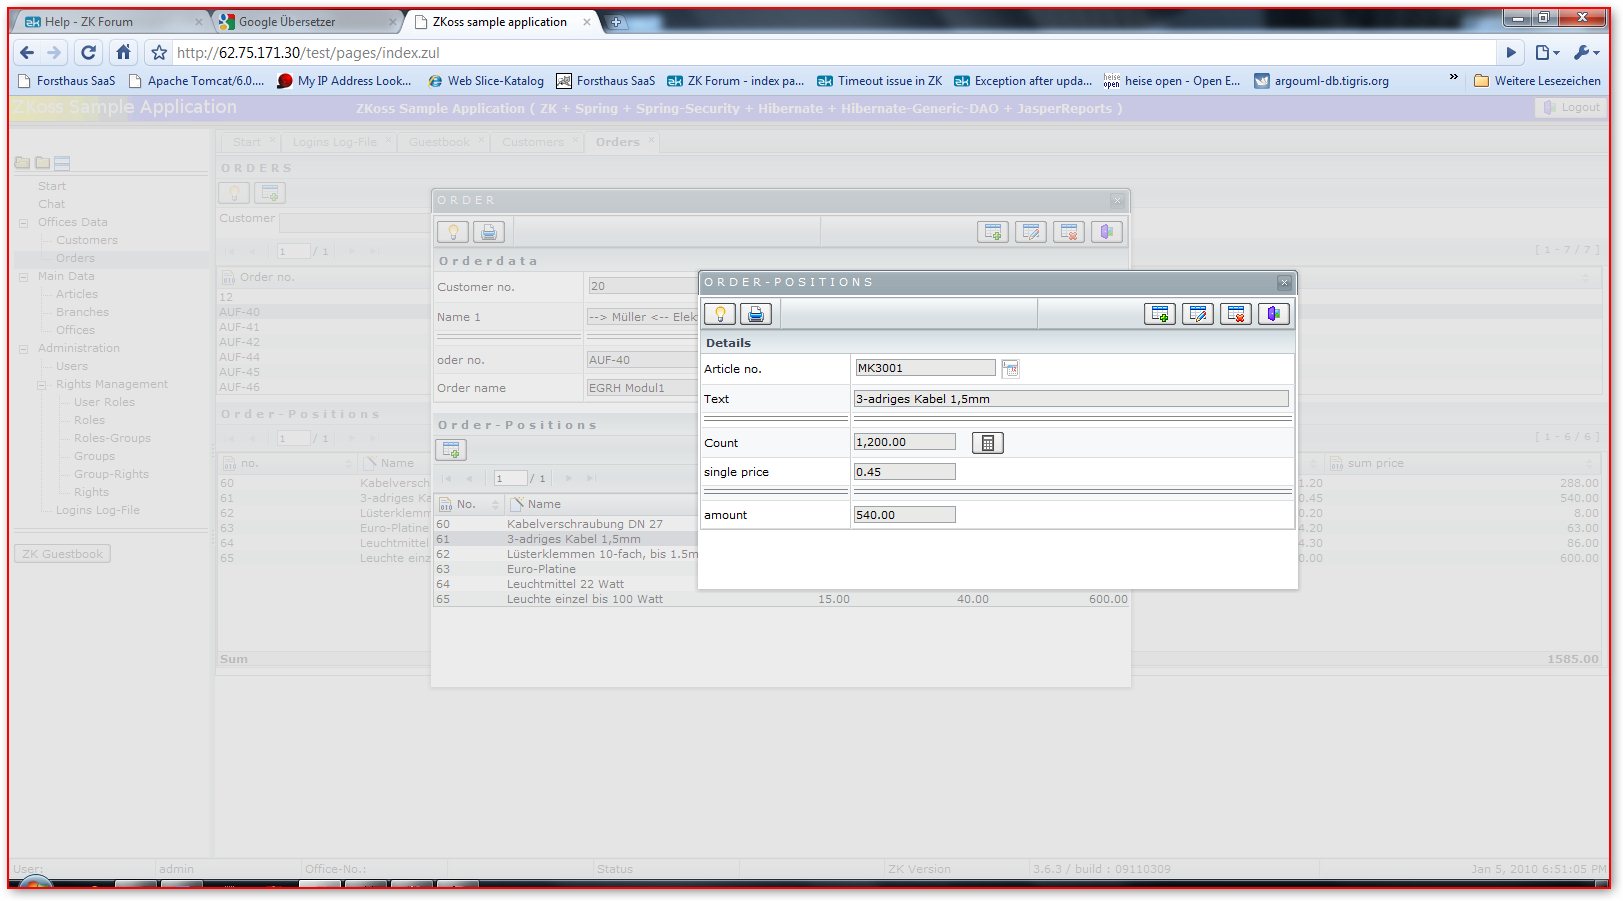 Help - ZK Forum
Google Übersetzer
ZKoss sample application
http://62.75.171.30/test/pages/index.zul
Forsthaus SaaS
Apache Tomcat/6.0....
My IP Address Look...
Web Slice-Katalog
Forsthaus SaaS
ZK Forum - index pa...
Timeout issue in ZK
Exception after upda...
heise open - Open E...
argouml-db.tigris.org
»
Weitere Lesezeichen
ZKoss Sample Application
ZKoss Sample Application ( ZK + Spring + Spring-Security + Hibernate + Hibernate-Generic-DAO + JasperReports )
Logout
Start
Chat
Offices Data
Customers
Orders
Main Data
Articles
Branches
Offices
Administration
Users
Rights Management
User Roles
Roles
Roles-Groups
Groups
Group-Rights
Rights
Logins Log-File
ZK Guestbook
Start
Logins Log-File
Guestbook
Customers
Orders
ORDERS
Customer
1 / 1
[ 1 - 7 / 7 ]
Order no.
12
AUF-40
AUF-41
AUF-42
AUF-44
AUF-45
AUF-46
Order-Positions
1 / 1
[ 1 - 6 / 6 ]
no. Name sum price
60 Kabelversch 1.20 288.00
61 3-adriges Ka 0.45 540.00
62 Lüsterklemm 0.20 8.00
63 Euro-Platine 4.20 63.00
64 Leuchtmittel 4.30 86.00
65 Leuchte einz 0.00 600.00
Sum 1585.00
ORDER
Orderdata
Customer no. 20
Name 1 --> Müller <-- Elek
oder no. AUF-40
Order name EGRH Modul1
Order-Positions
1 / 1
No. Name
60 Kabelverschraubung DN 27
61 3-adriges Kabel 1,5mm
62 Lüsterklemmen 10-fach, bis 1.5m
63 Euro-Platine
64 Leuchtmittel 22 Watt
65 Leuchte einzel bis 100 Watt 15.00 40.00 600.00
ORDER-POSITIONS
Details
Article no. MK3001
Text 3-adriges Kabel 1,5mm
Count 1,200.00
single price 0.45
amount 540.00
User: admin Office-No.: Status ZK Version 3.6.3 / build : 09110309 Jan 5, 2010 6:51:05 PM